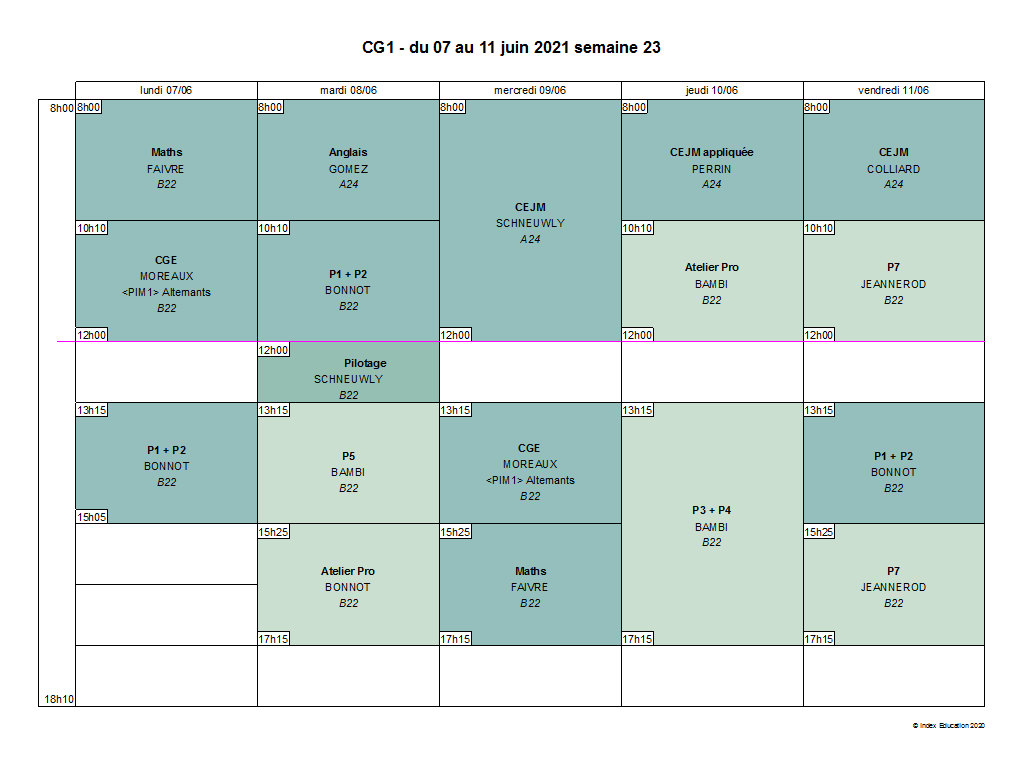 CG1 - du 07 au 11 juin 2021 semaine 23
lundi 07/06
mardi 08/06
mercredi 09/06
jeudi 10/06
vendredi 11/06
8h00
8h00
8h00
8h00
8h00
8h00
Maths
FAIVRE
B22
Anglais
GOMEZ
A24
CEJM
SCHNEUWLY
A24
CEJM appliquée
PERRIN
A24
CEJM
COLLIARD
A24
10h10
10h10
10h10
10h10
CGE
MOREAUX
<PIM1> Alternants
B22
P1 + P2
BONNOT
B22
Atelier Pro
BAMBI
B22
P7
JEANNEROD
B22
12h00
12h00
12h00
12h00
12h00
Pilotage
SCHNEUWLY
B22
13h15
13h15
13h15
13h15
13h15
P1 + P2
BONNOT
B22
P5
BAMBI
B22
CGE
MOREAUX
<PIM1> Alternants
B22
P3 + P4
BAMBI
B22
P1 + P2
BONNOT
B22
15h05
15h25
15h25
15h25
Atelier Pro
BONNOT
B22
Maths
FAIVRE
B22
P7
JEANNEROD
B22
17h15
17h15
17h15
17h15
18h10
© Index Education 2020